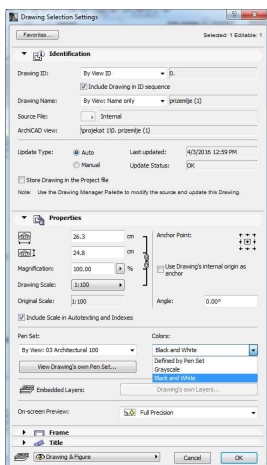 Drawing Selection Settings
Favorites...
Selected: 1 Editable: 1
Identification
Drawing ID:
By View ID
0.
Include Drawing in ID sequence
Drawing Name:
By View: Name only
prizemlje (1)
Source File:
Internal
ArchiCAD view:
\projekat 1\0. prizemlje (1)
Update Type:
Auto
Last updated:
4/3/2016 12:59 PM
Manual
Update Status:
OK
Store Drawing in the Project file
Note: Use the Drawing Manager Palette to modify the source and update this Drawing.
Properties
26.3
cm
Anchor Point:
24.8
cm
Magnification:
100.00
%
Use Drawing's internal origin as
anchor
Drawing Scale:
1:100
Original Scale:
1:100
Angle:
0.00°
Include Scale in Autotexting and Indexes
Pen Set:
Colors:
By View: 03 Architectural 100
Black and White
View Drawing's own Pen Set...
Defined by Pen Set
Grayscale
Black and White
Embedded Layers:
Drawing's own Layers...
On-screen Preview:
Full Precision
Frame
Title
Drawing & Figure
Cancel
OK